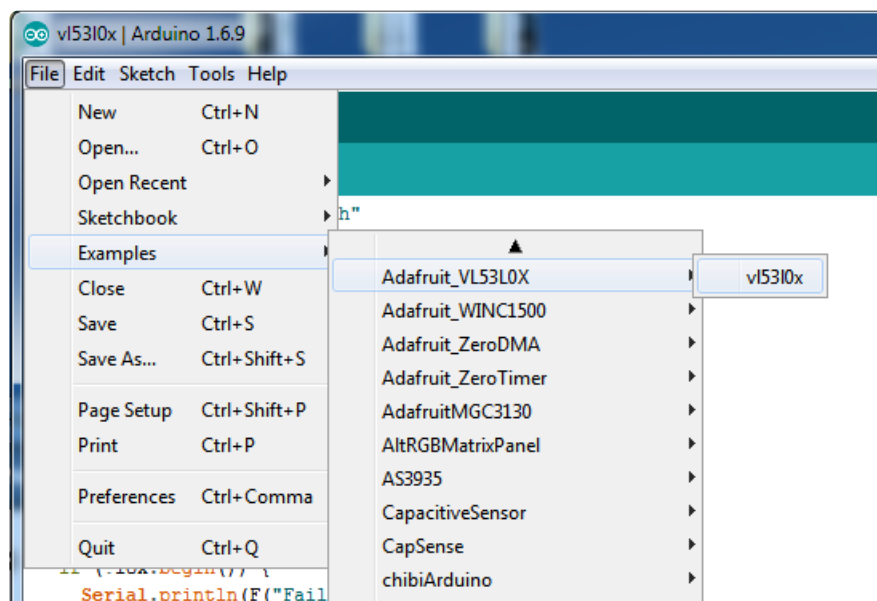 vl53l0x | Arduino 1.6.9
File Edit Sketch Tools Help
New Ctrl+N
Open... Ctrl+O
Open Recent
Sketchbook
Examples
Close Ctrl+W
Save Ctrl+S
Save As... Ctrl+Shift+S
Page Setup Ctrl+Shift+P
Print Ctrl+P
Preferences Ctrl+Comma
Quit Ctrl+Q
h"
Adafruit_VL53L0X
Adafruit_WINC1500
Adafruit_ZeroDMA
Adafruit_ZeroTimer
AdafruitMGC3130
AltRGBMatrixPanel
AS3935
CapacitiveSensor
CapSense
chibiArduino
vl53l0x
Serial.println(F("Fail